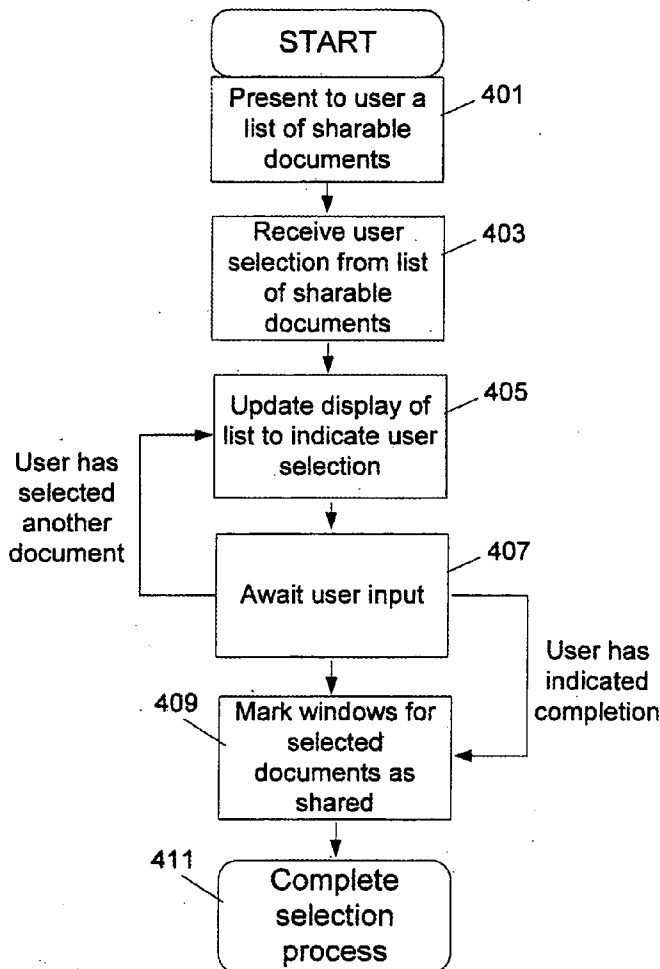 START
Present to user a
list of sharable
documents
401
Receive user
selection from list
of sharable
documents
403
Update display of
list to indicate user
selection
405
User has
selected
another
document
Await user input
407
User has
indicated
completion
409
Mark windows for
selected
documents as
shared
411
Complete
selection
process